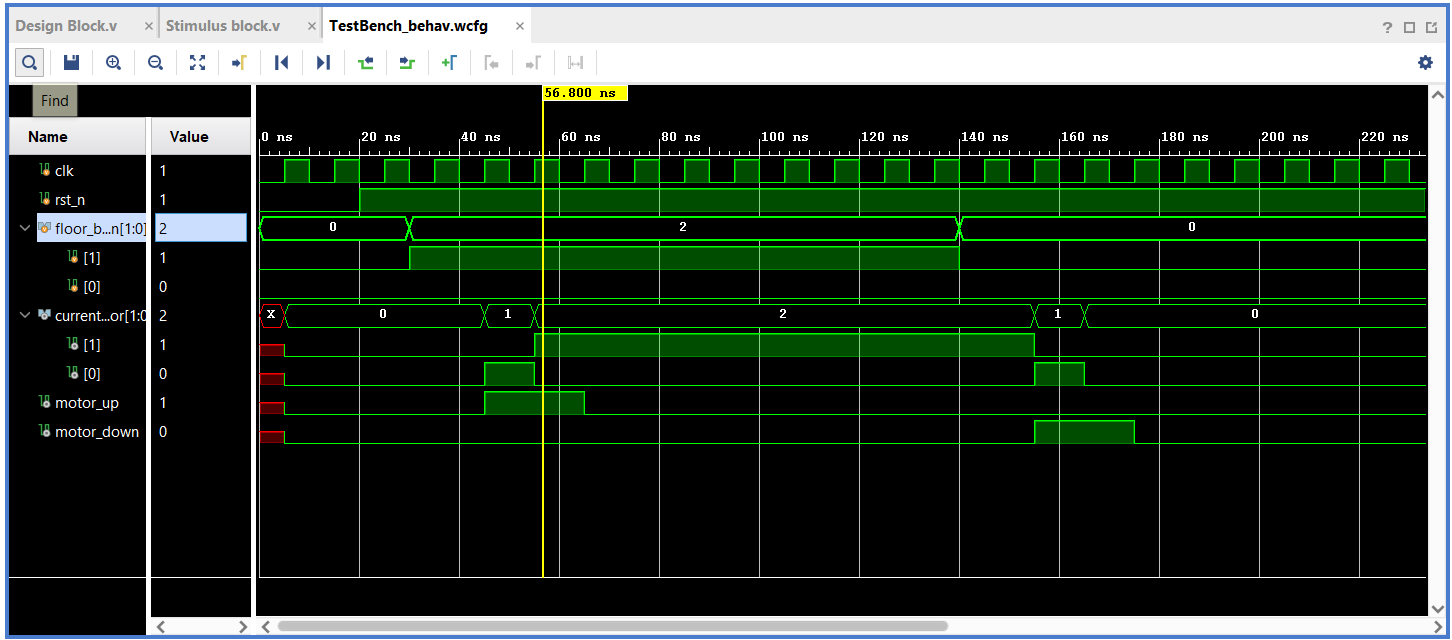 Design Block.v × Stimulus block.v × TestBench_behav.wcfg ×
?
Find
56.800 ns
Name Value
0 ns 20 ns 40 ns 60 ns 80 ns 100 ns 120 ns 140 ns 160 ns 180 ns 200 ns 220 ns
clk 1
rst_n 1
floor_b...n[1:0] 2 0 2 0
[1] 1
[0] 0
current...or[1:0 2 X 0 1 2 1 0
[1] 1
[0] 0
motor_up 1
motor_down 0